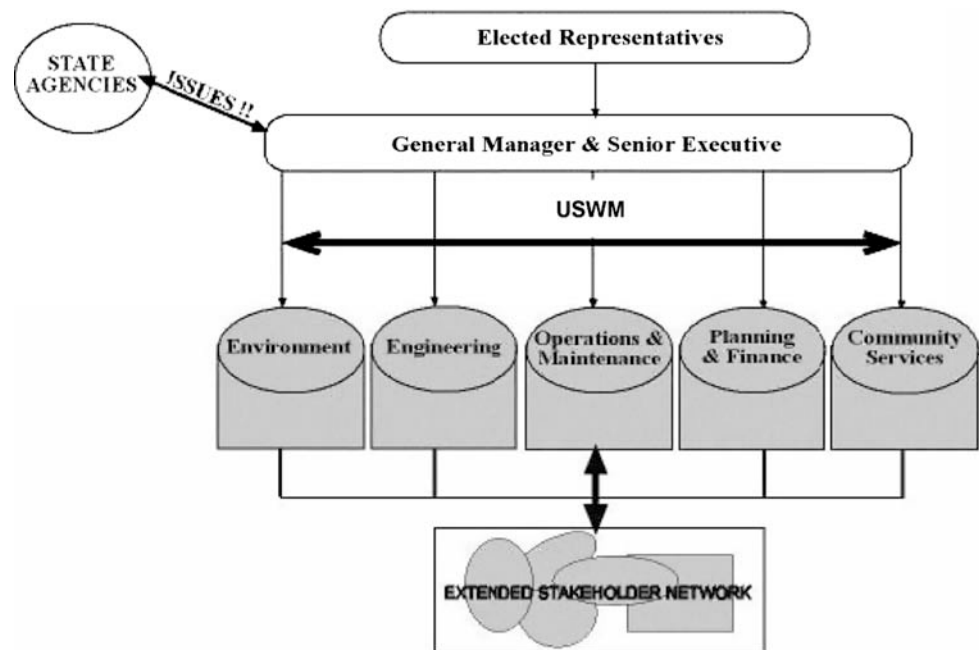 Elected Representatives
STATE
AGENCIES
ISSUES !!
General Manager & Senior Executive
USWM
Environment
Engineering
Operations &
Maintenance
Planning
& Finance
Community
Services
EXTENDED STAKEHOLDER NETWORK